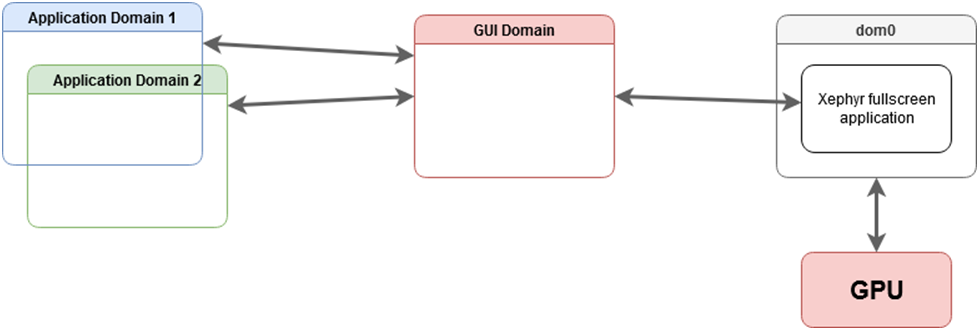 Application Domain 1
Application Domain 2
GUI Domain
dom0
Xephyr fullscreen
application
GPU